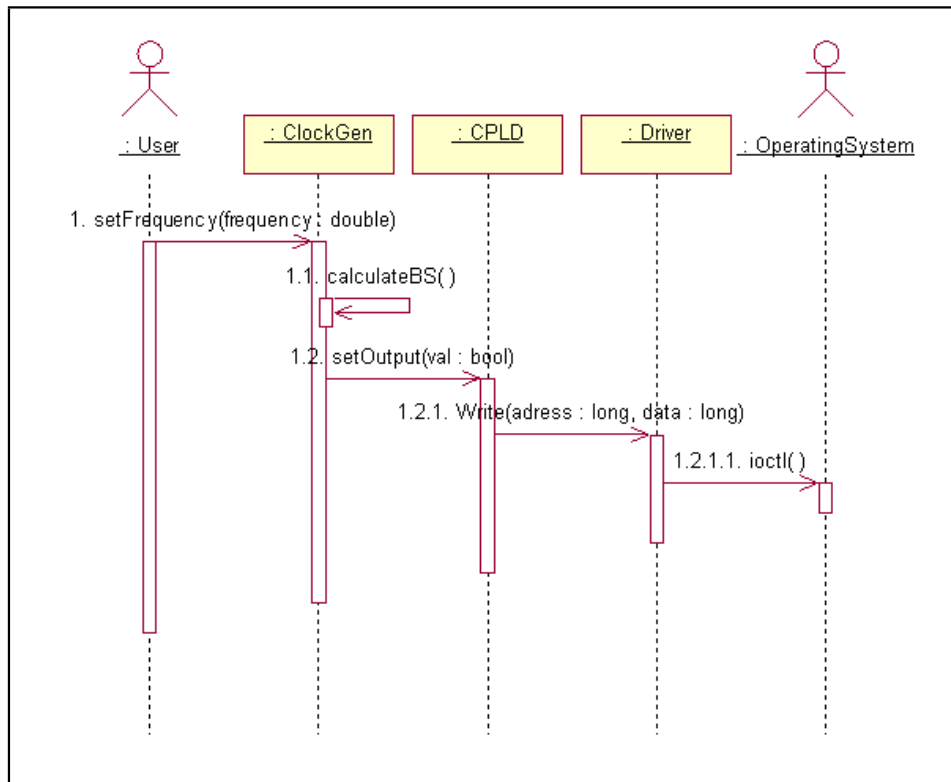 : User
: ClockGen
: CPLD
: Driver
: OperatingSystem
1. setFrequency(frequency : double)
1.1. calculateBS()
1.2. setOutput(val : bool)
1.2.1. Write(adress : long, data : long)
1.2.1.1. ioctl()